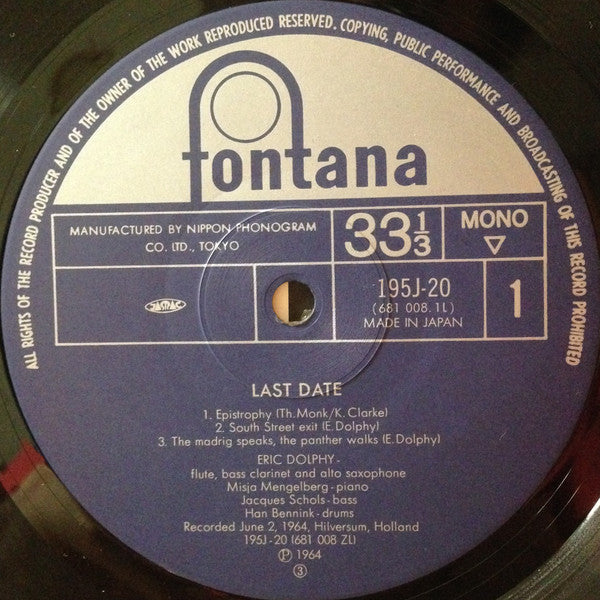 ALL RIGHTS OF THE RECORD PRODUCER AND OF THE OWNER OF THE WORK REPRODUCED RESERVED. COPYING, PUBLIC PERFORMANCE AND BROADCASTING OF THIS RECORD PROHIBITED
fontana
MANUFACTURED BY NIPPON PHONOGRAM
CO. LTD., TOKYO
33 1/3
MONO
▽
JASRAC
195J-20
(681 008.1L)
MADE IN JAPAN
1
LAST DATE
1. Epistrophy (Th. Monk/K. Clarke)
2. South Street exit (E. Dolphy)
3. The madrig speaks, the panther walks (E. Dolphy)
ERIC DOLPHY -
flute, bass clarinet and alto saxophone
Misja Mengelberg - piano
Jacques Schols - bass
Han Bennink - drums
Recorded June 2, 1964, Hilversum, Holland
195J-20 (681 008 ZL)
Ⓟ 1964
③